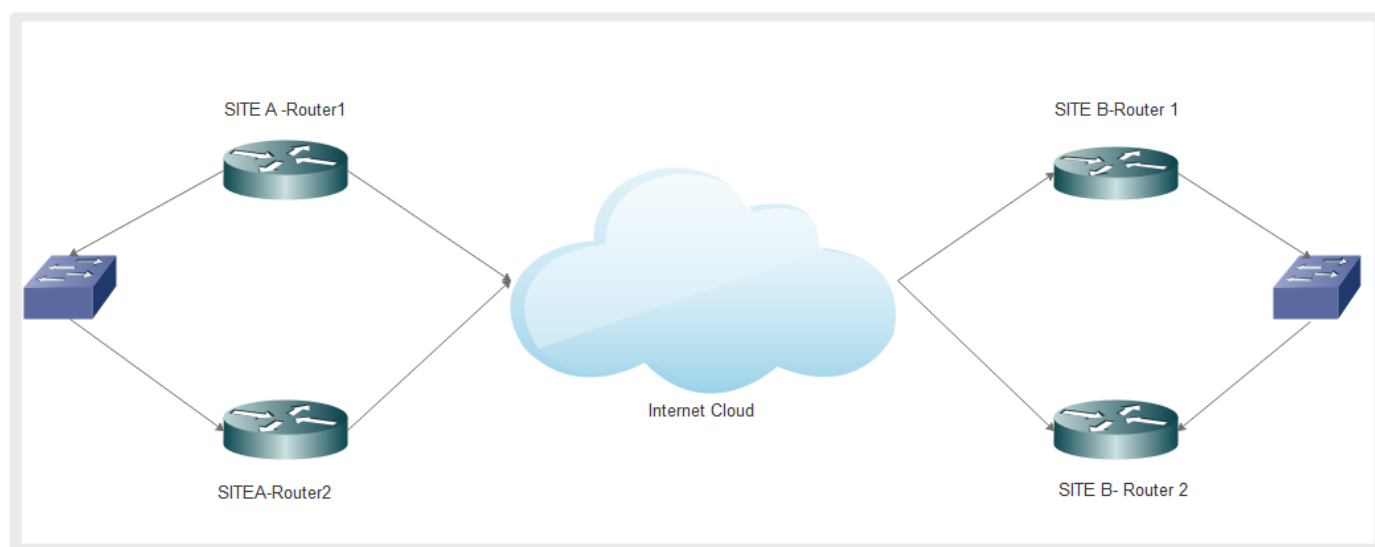 SITE A -Router1
SITE B-Router 1
Internet Cloud
SITEA-Router2
SITE B- Router 2